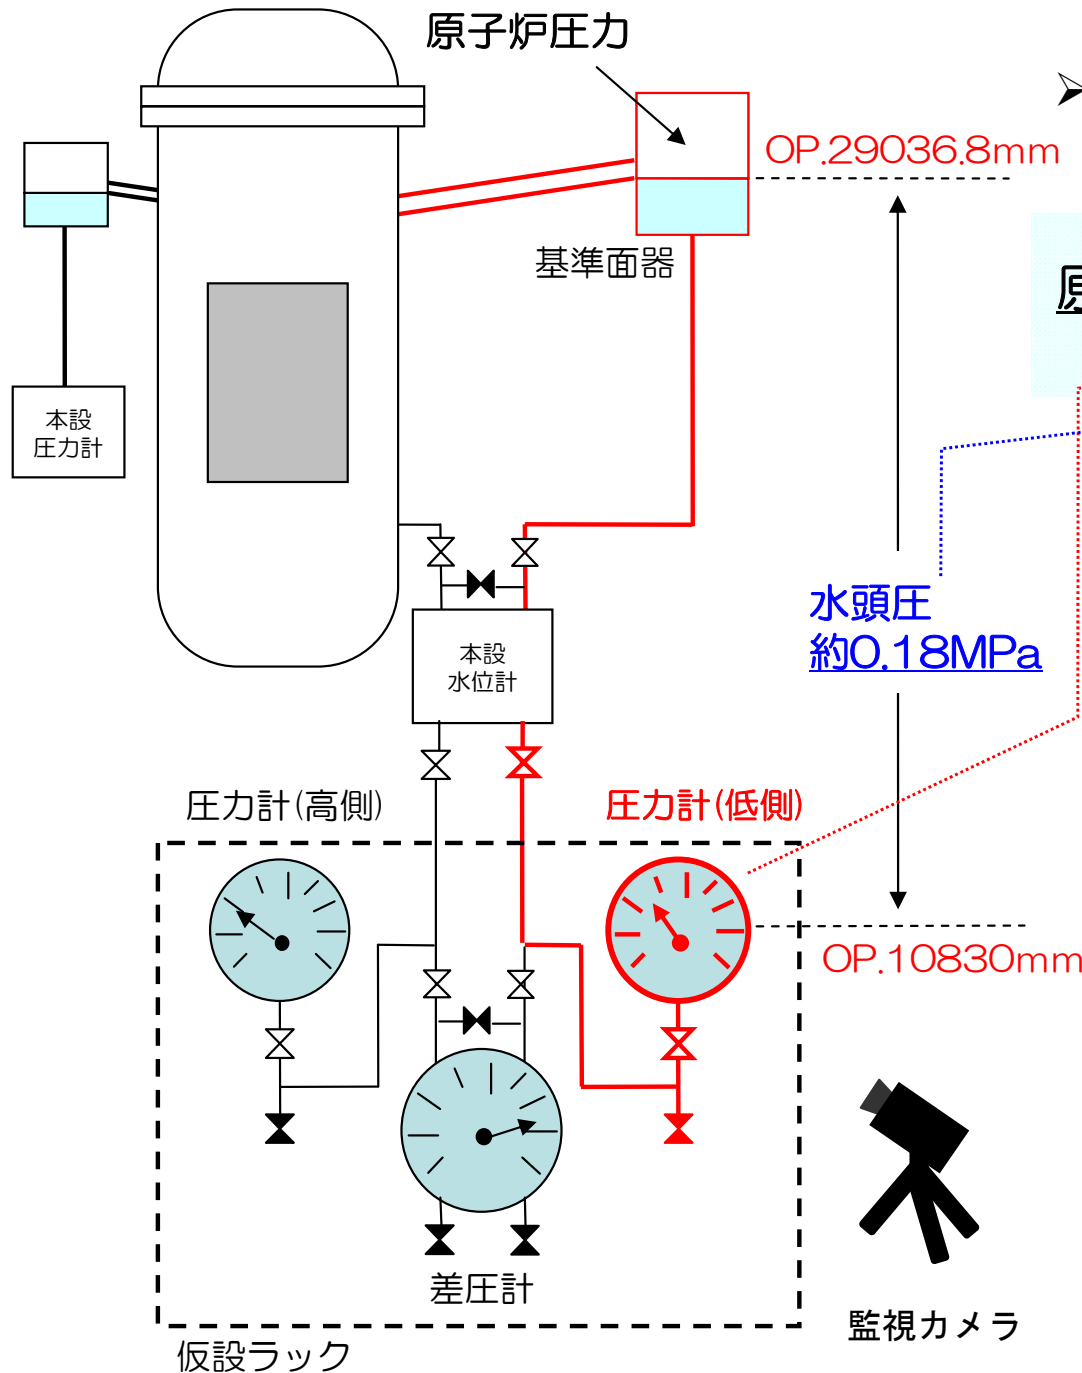 原子炉圧力
OP.29036.8mm
基準面器
原
本設
圧力計
水頭圧
約0.18MPa
本設
水位計
圧力計(高側)
圧力計(低側)
OP.10830mm
差圧計
監視カメラ
仮設ラック